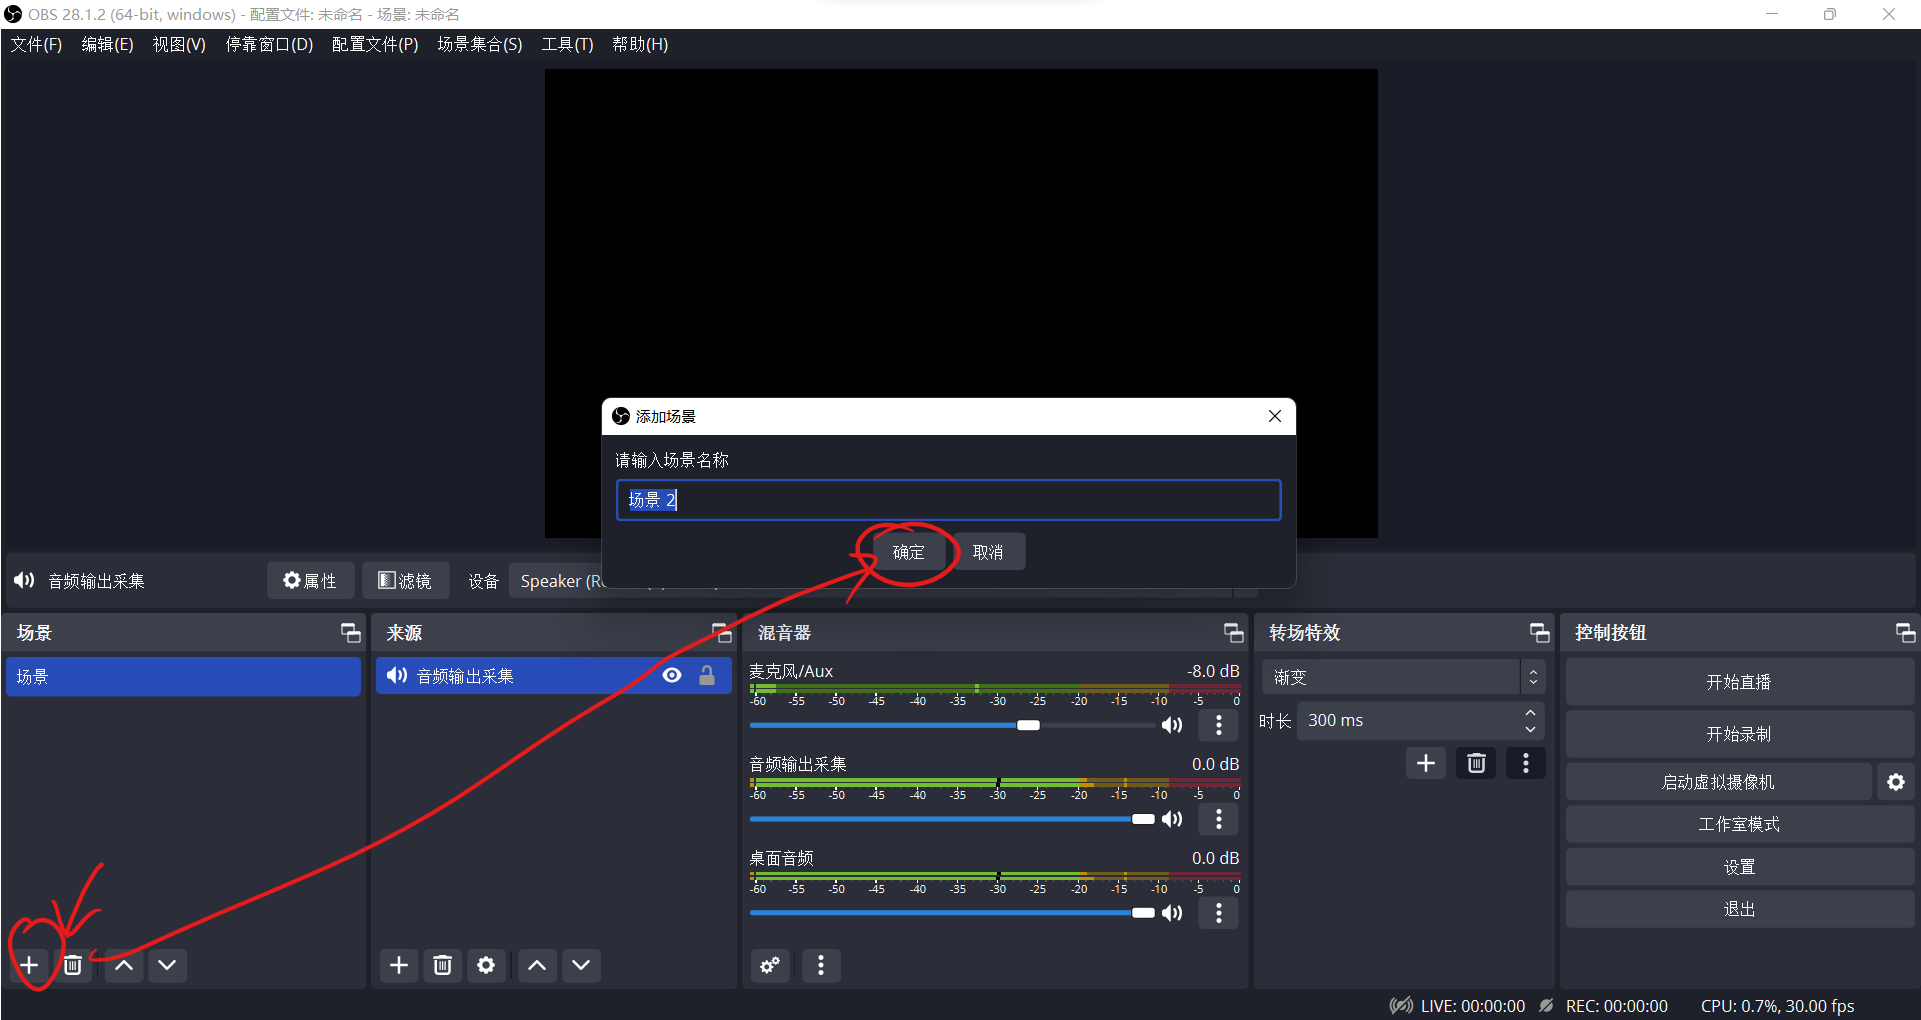 OBS 28.1.2 (64-bit, windows) - 配置文件: 未命名 - 场景: 未命名
文件(F) 编辑(E) 视图(V) 停靠窗口(D) 配置文件(P) 场景集合(S) 工具(T) 帮助(H)
添加场景
请输入场景名称
场景 2
确定 取消
音频输出采集 属性 滤镜 设备 Speaker
场景
场景
来源
音频输出采集
混音器
麦克风/Aux -8.0 dB
-60 -55 -50 -45 -40 -35 -30 -25 -20 -15 -10 -5 0
音频输出采集 0.0 dB
-60 -55 -50 -45 -40 -35 -30 -25 -20 -15 -10 -5 0
桌面音频 0.0 dB
-60 -55 -50 -45 -40 -35 -30 -25 -20 -15 -10 -5 0
转场特效
渐变
时长 300 ms
控制按钮
开始直播
开始录制
启动虚拟摄像机
工作室模式
设置
退出
LIVE: 00:00:00 REC: 00:00:00 CPU: 0.7%, 30.00 fps